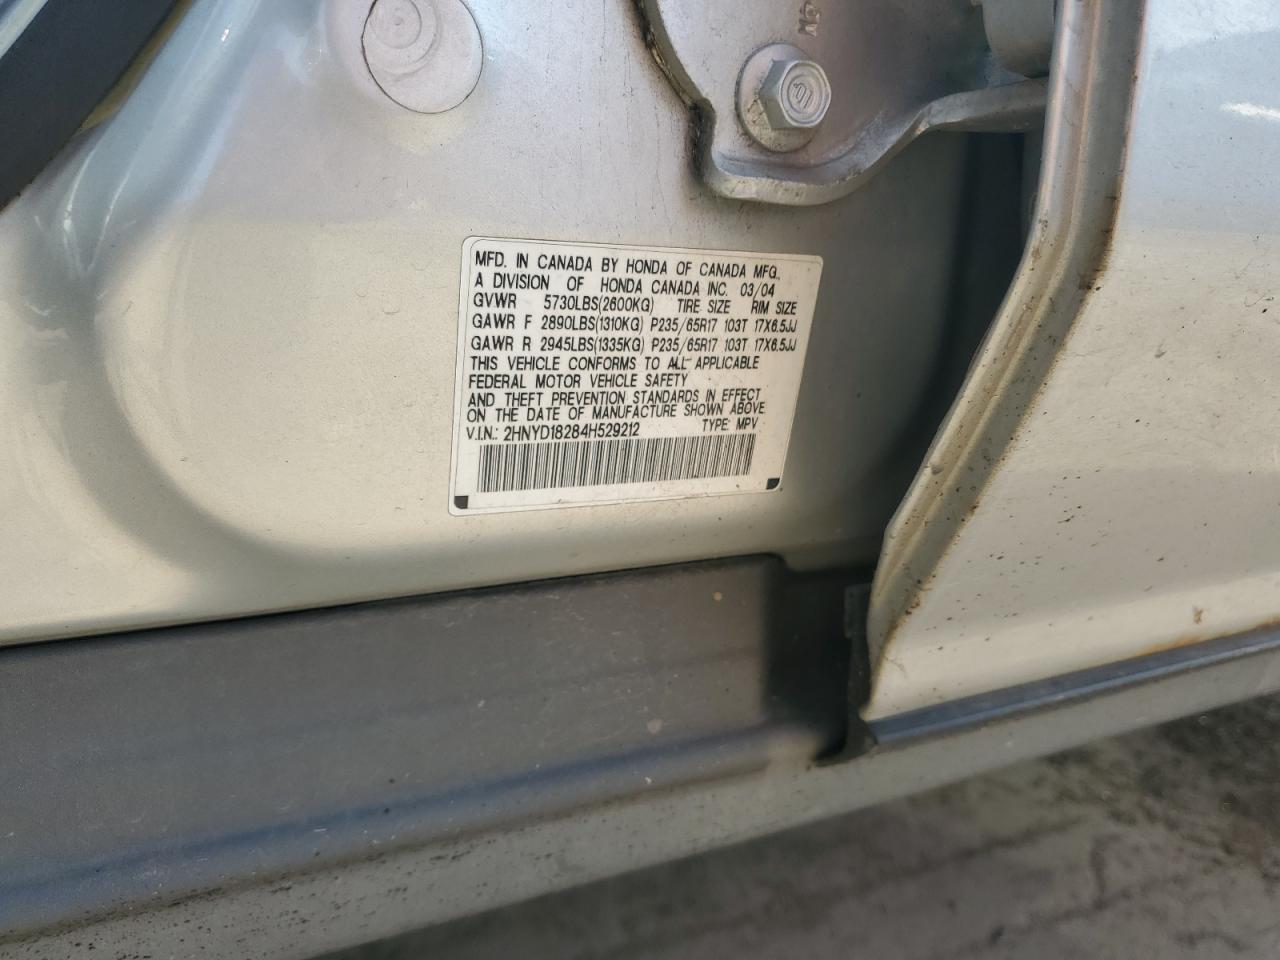 MFD. IN CANADA BY HONDA OF CANADA MFG.,
A DIVISION OF HONDA CANADA INC. 03/04
GVWR 5730LBS(2600KG) TIRE SIZE RIM SIZE
GAWR F 2890LBS(1310KG) P235/65R17 103T 17X6.5JJ
GAWR R 2945LBS(1335KG) P235/65R17 103T 17X6.5JJ
THIS VEHICLE CONFORMS TO ALL APPLICABLE
FEDERAL MOTOR VEHICLE SAFETY
AND THEFT PREVENTION STANDARDS IN EFFECT
ON THE DATE OF MANUFACTURE SHOWN ABOVE.
V.I.N.: 2HNYD18284H529212 TYPE: MPV